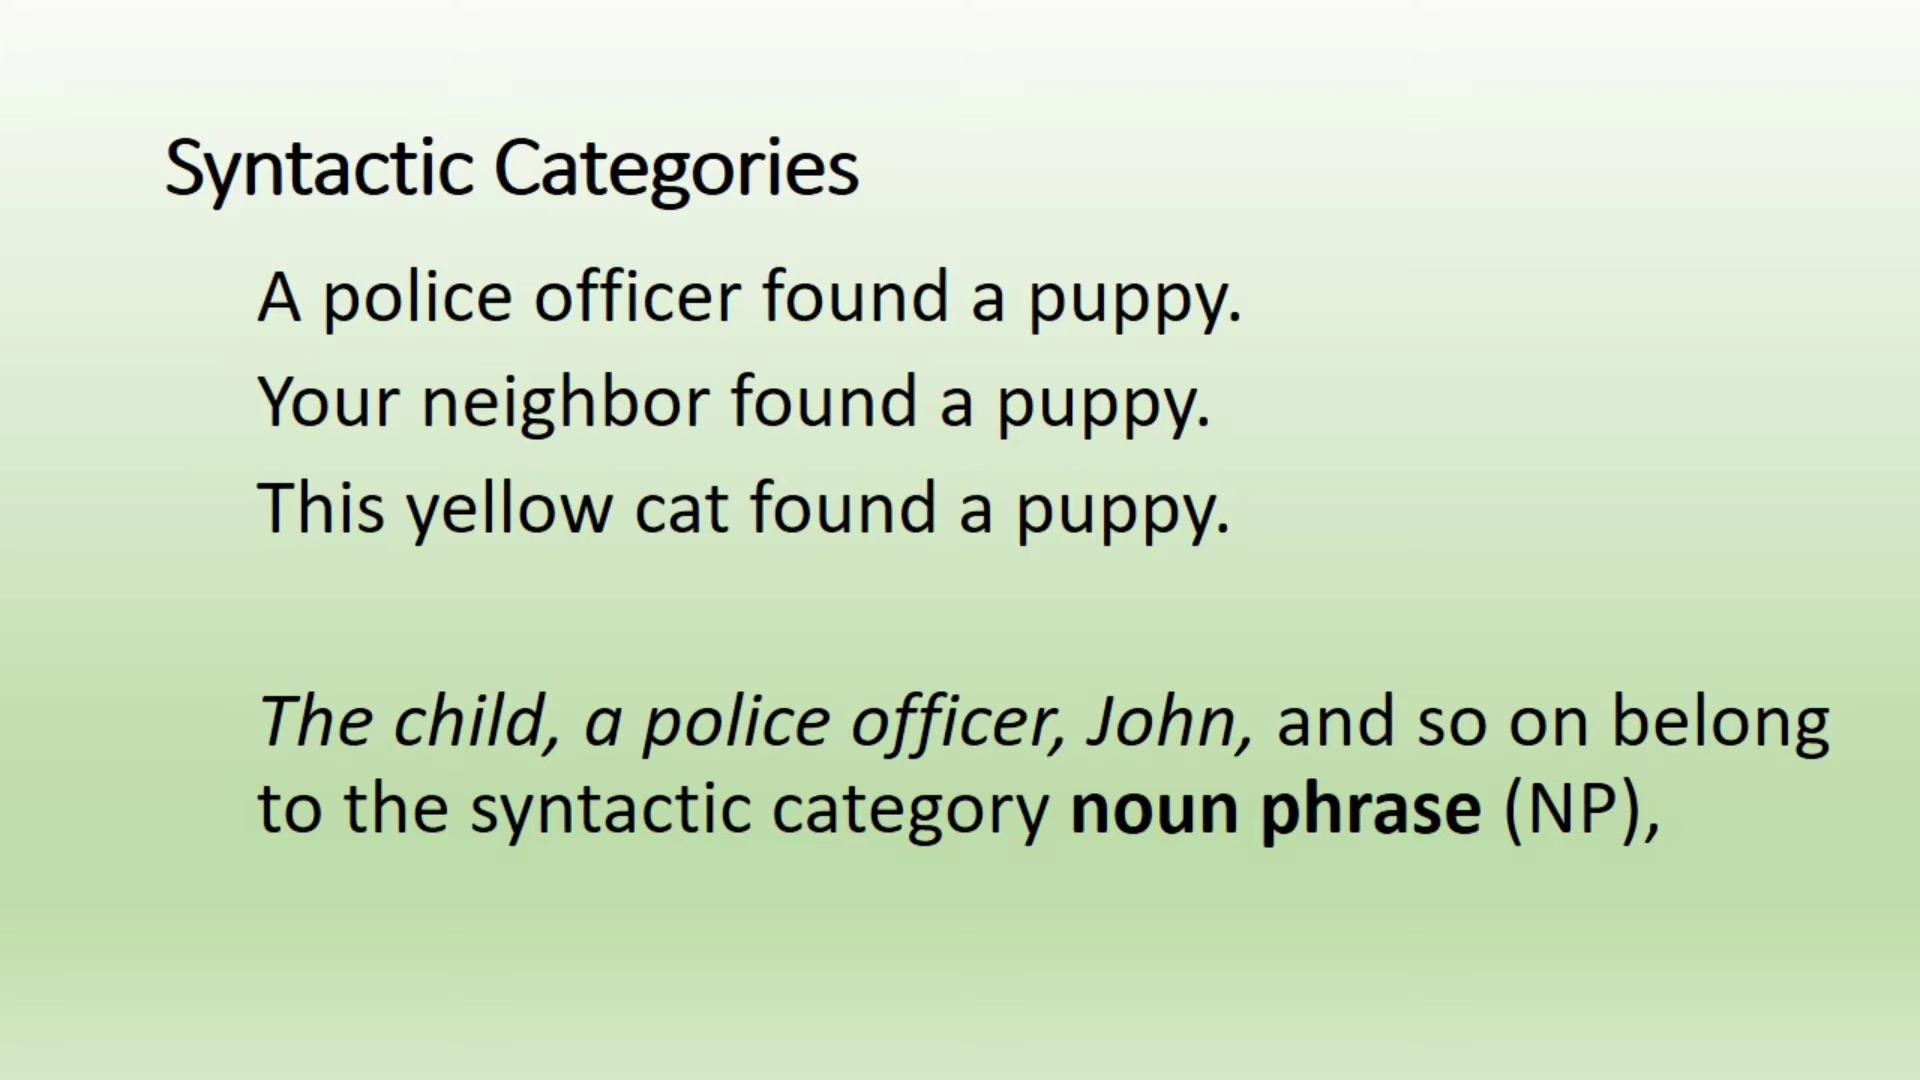 Syntactic Categories
A police officer found a puppy.
Your neighbor found a puppy.
This yellow cat found a puppy.
The child, a police officer, John, and so on belong
to the syntactic category noun phrase (NP),